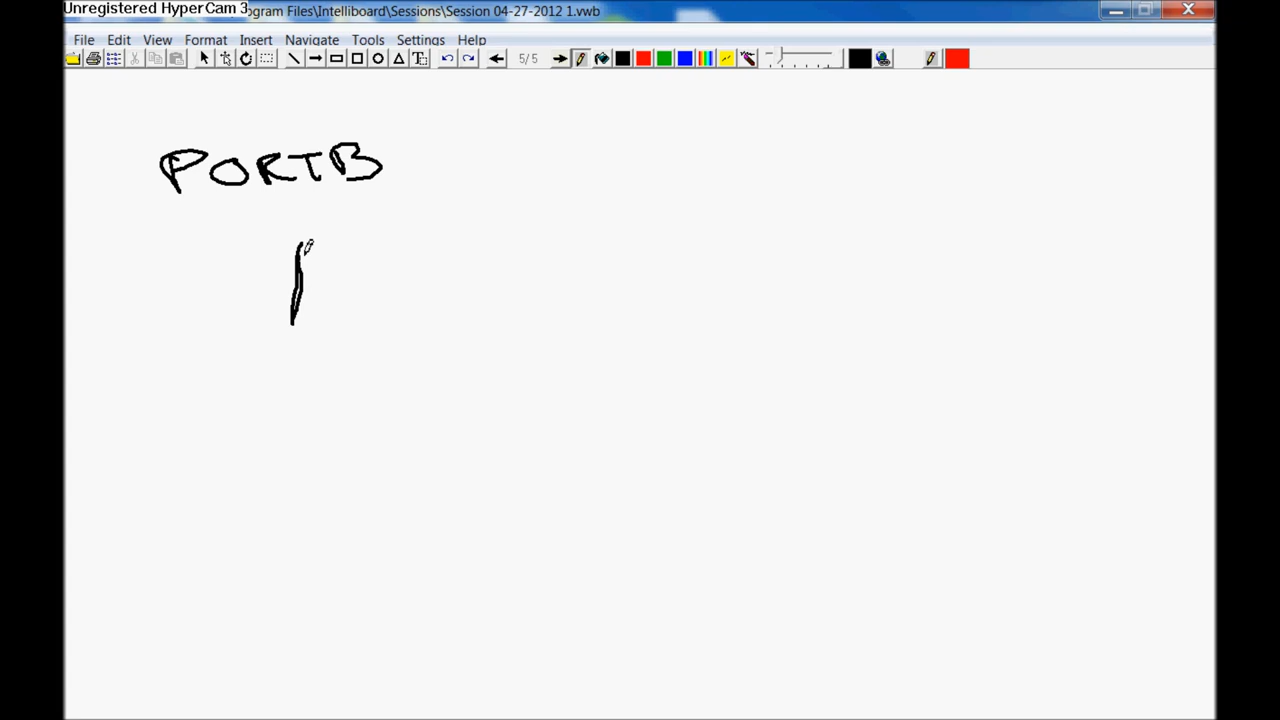 Unregistered HyperCam 3 ogram Files\Intelliboard\Sessions\Session 04-27-2012 1.vwb
File Edit View Format Insert Navigate Tools Settings Help
5/5
PORTB